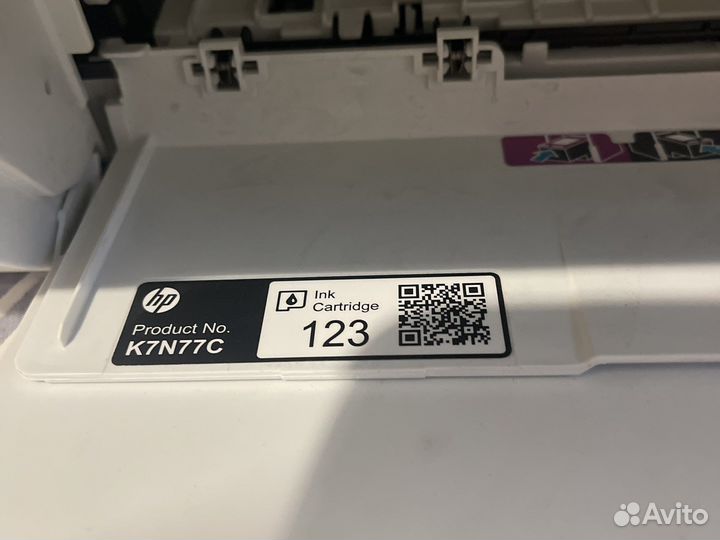 hp
Product No.
K7N77C
Ink
Cartridge
123
Avito